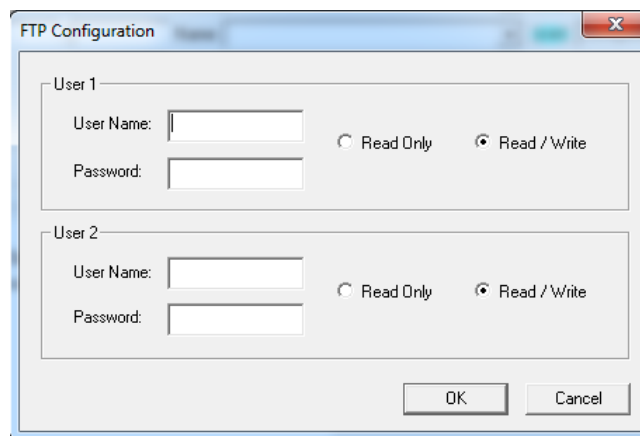 FTP Configuration
User 1
User Name:
Read Only
Read / Write
Password:
User 2
User Name:
Read Only
Read / Write
Password:
OK
Cancel